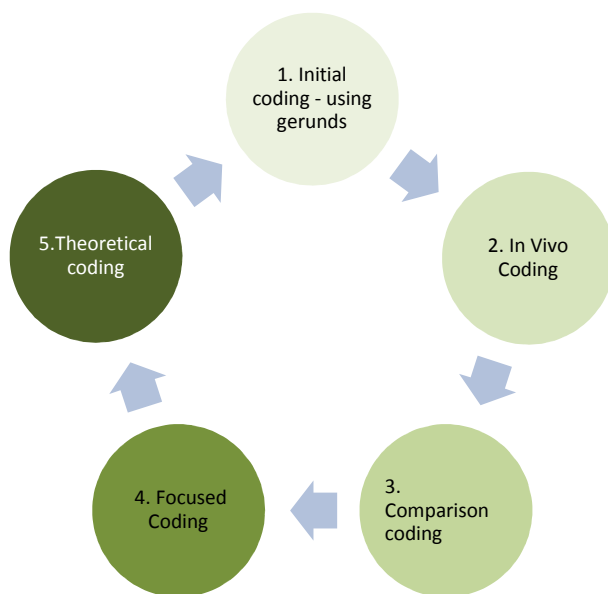 1. Initial
coding - using
gerunds
2. In Vivo
Coding
3.
Comparison
coding
4. Focused
Coding
5.Theoretical
coding